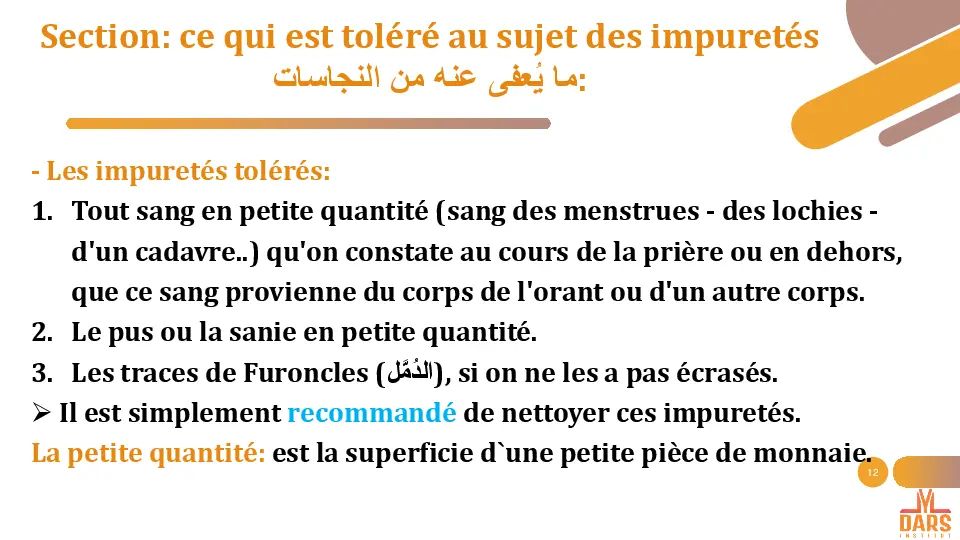 Section: ce qui est toléré au sujet des impuretés
ما يُعفى عنه من النجاسات:
- Les impuretés tolérés:
1. Tout sang en petite quantité (sang des menstrues - des lochies -
d'un cadavre..) qu'on constate au cours de la prière ou en dehors,
que ce sang provienne du corps de l'orant ou d'un autre corps.
2. Le pus ou la sanie en petite quantité.
3. Les traces de Furoncles (الدُمَّل), si on ne les a pas écrasés.
➢ Il est simplement recommandé de nettoyer ces impuretés.
La petite quantité: est la superficie d`une petite pièce de monnaie.
12
DARS
INSTITUT